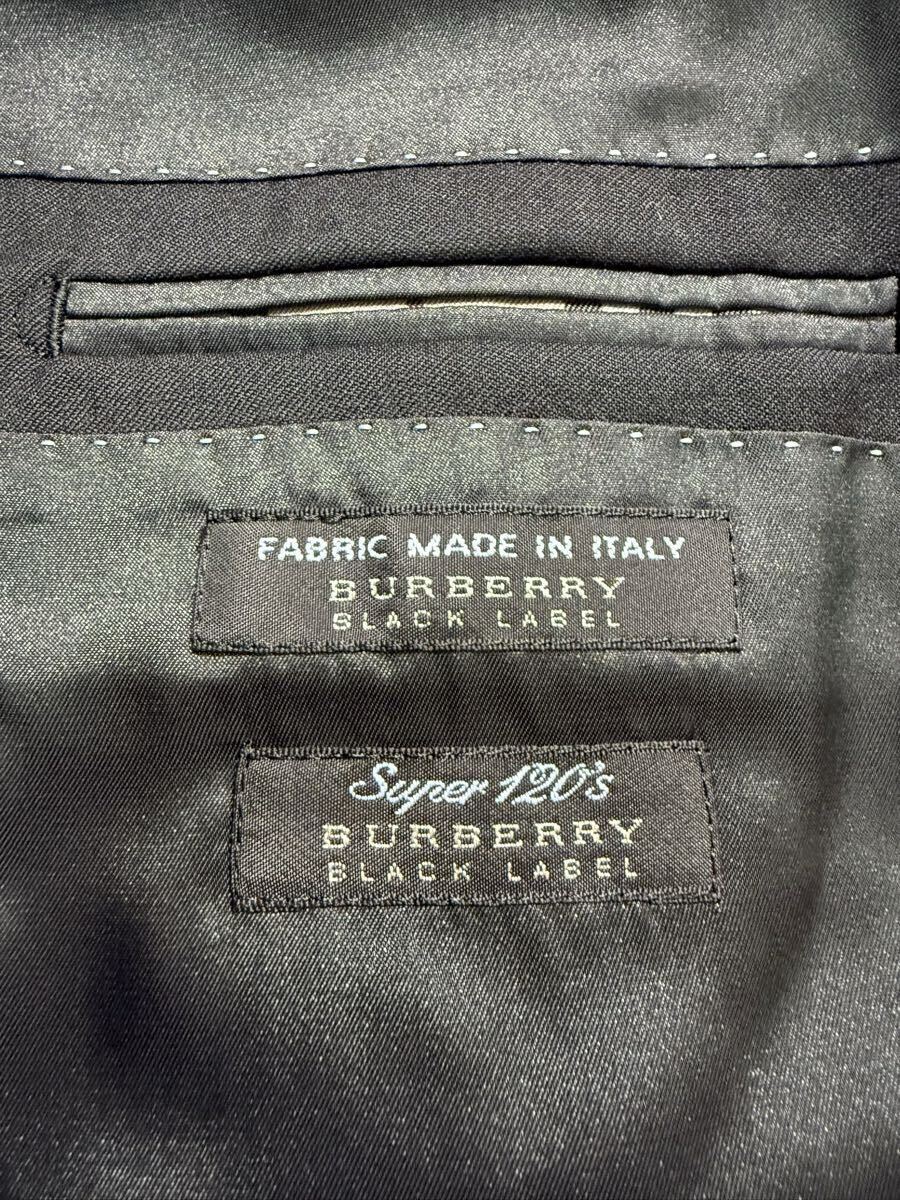 FABRIC MADE IN ITALY
BURBERRY
BLACK LABEL
Super 120's
BURBERRY
BLACK LABEL